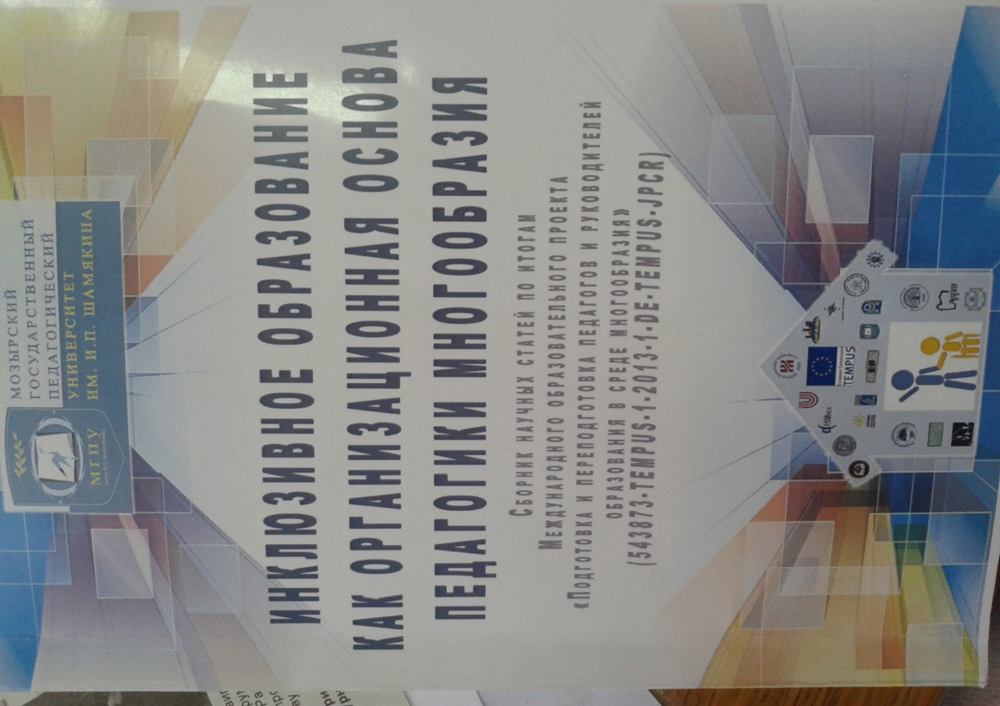 МОЗЫРСКИЙ
ГОСУДАРСТВЕННЫЙ
ПЕДАГОГИЧЕСКИЙ
УНИВЕРСИТЕТ
ИМ. И.П. ШАМЯКИНА
МГПУ
ИНКЛЮЗИВНОЕ ОБРАЗОВАНИЕ
КАК ОРГАНИЗАЦИОННАЯ ОСНОВА
ПЕДАГОГИКИ МНОГООБРАЗИЯ
СБОРНИК НАУЧНЫХ СТАТЕЙ ПО ИТОГАМ
МЕЖДУНАРОДНОГО ОБРАЗОВАТЕЛЬНОГО ПРОЕКТА
«ПОДГОТОВКА И ПЕРЕПОДГОТОВКА ПЕДАГОГОВ И РУКОВОДИТЕЛЕЙ
ОБРАЗОВАНИЯ В СРЕДЕ МНОГООБРАЗИЯ»
(543873-TEMPUS-1-2013-1-DE-TEMPUS-JPCR)
TEMPUS